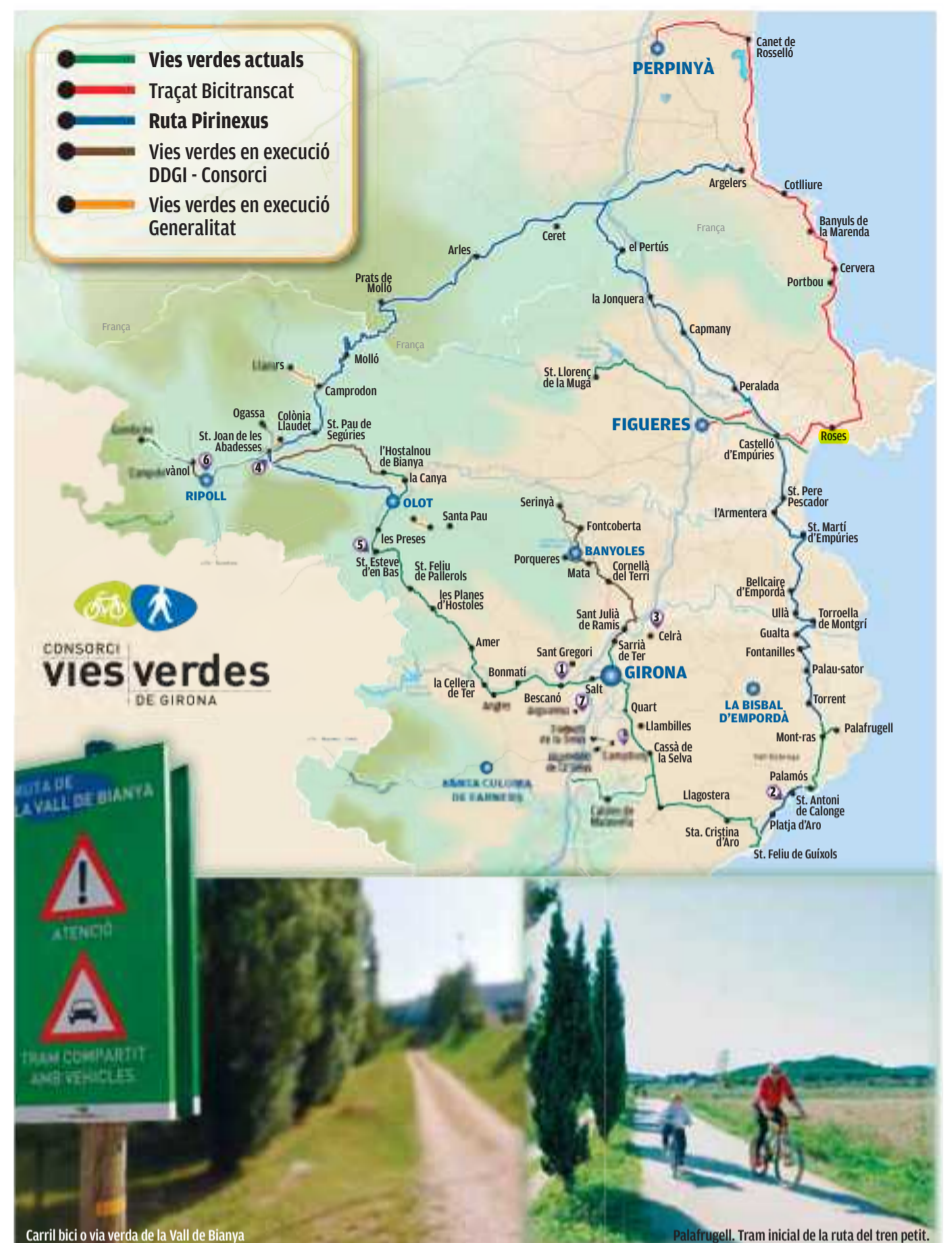 Vies verdes actuals
Traçat Bicitranscat
Ruta Pirinexus
Vies verdes en execució
DDGI - Consorci
Vies verdes en execució
Generalitat
PERPINYÀ
Canet de
Rosselló
Argelers
Cotlliure
Banyuls de
la Marenda
França
Cervera
Portbou
Ceret
el Pertús
Arles
Prats de
Molló
la Jonquera
Capmany
França
França
Molló
Camprodon
St. Llorenç
de la Muga
Peralada
FIGUERES
Roses
Castelló
d'Empúries
Ogassa
Colònia
Llaudet
St. Pau de
Segúries
St. Joan de les
Abadesses
6
4
RIPOLL
l'Hostalnou
de Bianya
la Canya
OLOT
Santa Pau
les Preses
5
St. Esteve
d'en Bas
Serinyà
Fontcoberta
BANYOLES
Porqueres
Mata
Cornellà
del Terri
St. Pere
Pescador
l'Armentera
St. Martí
d'Empúries
St. Feliu
de Pallerols
les Planes
d'Hostoles
Bellcaire
d'Empordà
Ullà
Torroella
de Montgrí
Gualta
Fontanilles
Palau-sator
Torrent
Sant Julià
de Ramis
3
Celrà
Sarrià
de Ter
Amer
Sant Gregori
1
GIRONA
Bonmatí
la Cellera
de Ter
Anglès
Bescanó
7
Salt
Quart
Llambilles
LA BISBAL
D'EMPORDÀ
Mont-ras
Palafrugell
Cassà de
la Selva
Palamós
2
St. Antoni
de Calonge
Platja d'Aro
Llagostera
Sta. Cristina
d'Aro
St. Feliu de Guíxols
CONSORCI
vies verdes
DE GIRONA
RUTA DE
LA VALL DE BIANYA
ATENCIÓ
TRAM COMPARTIT
AMB VEHICLES
Carril bici o via verda de la Vall de Bianya
Palafrugell. Tram inicial de la ruta del tren petit.